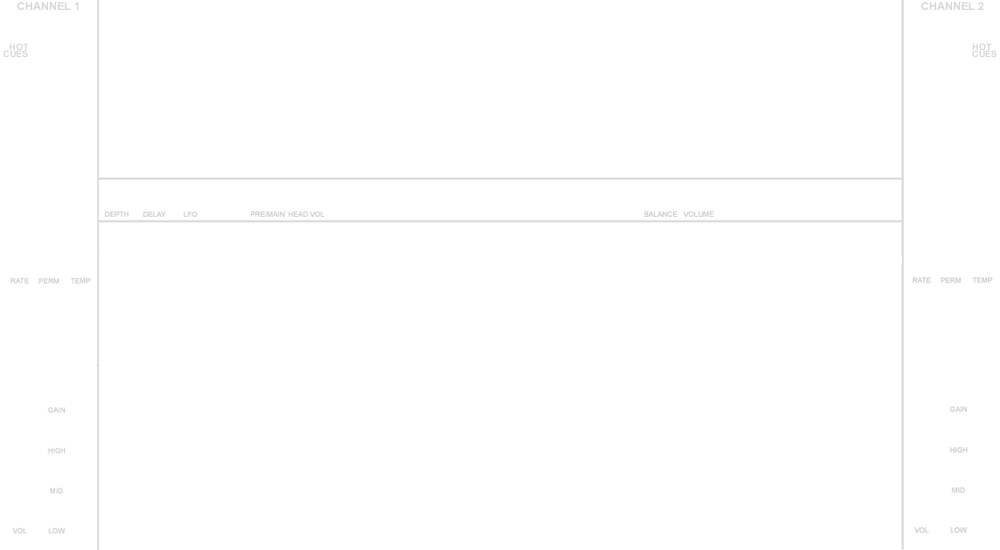 CHANNEL 1
CHANNEL 2
HOT
CUES
HOT
CUES
DEPTH DELAY LFO PRE/MAIN HEAD VOL BALANCE VOLUME
RATE PERM TEMP
RATE PERM TEMP
GAIN
GAIN
HIGH
HIGH
MID
MID
VOL LOW
VOL LOW